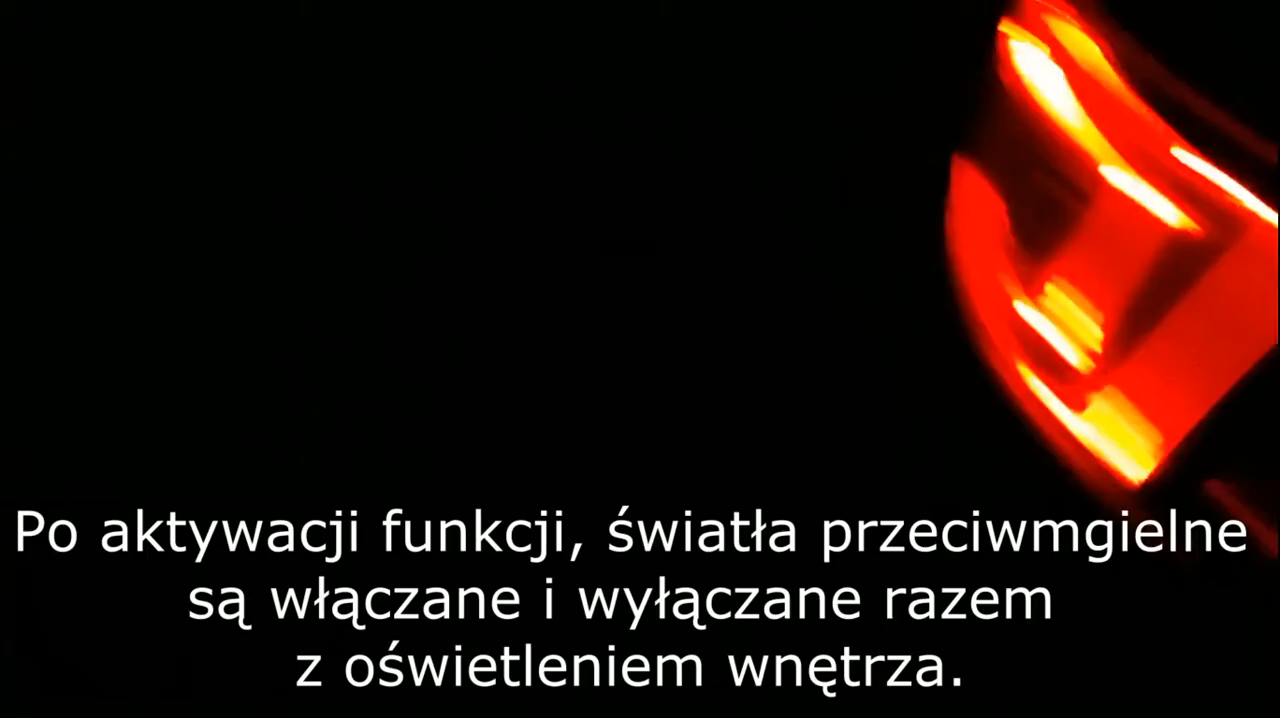 Po aktywacji funkcji, światła przeciwmgielne
są włączane i wyłączane razem
z oświetleniem wnętrza.